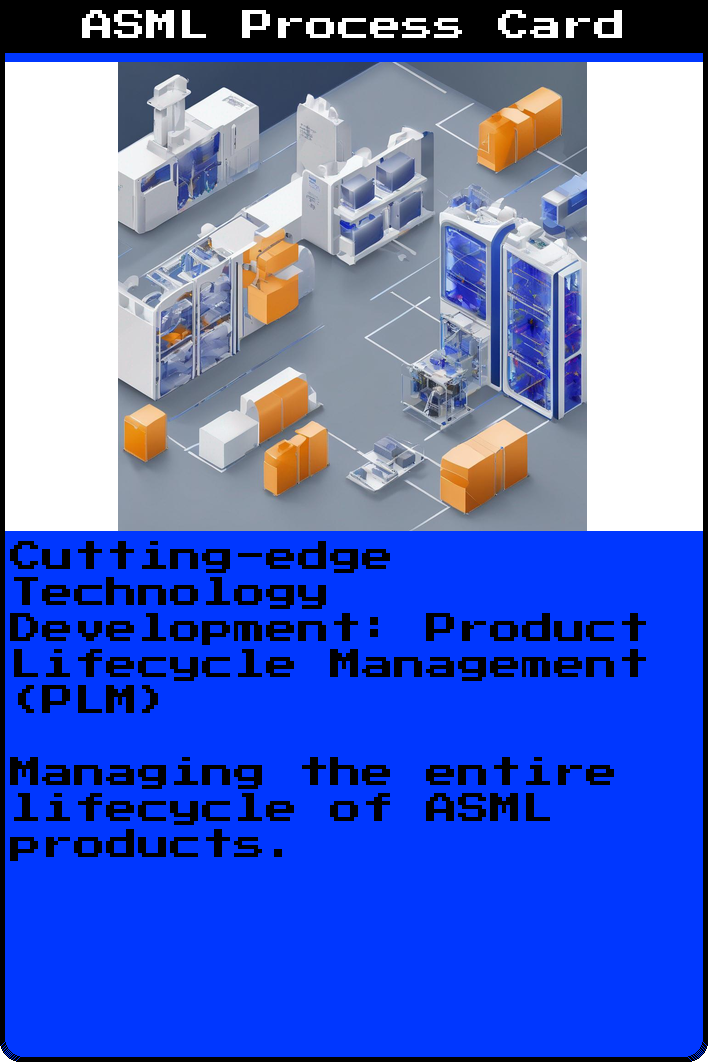 ASML Process Card
Cutting-edge
Technology
Development: Product
Lifecycle Management
(PLM)
Managing the entire
lifecycle of ASML
products.